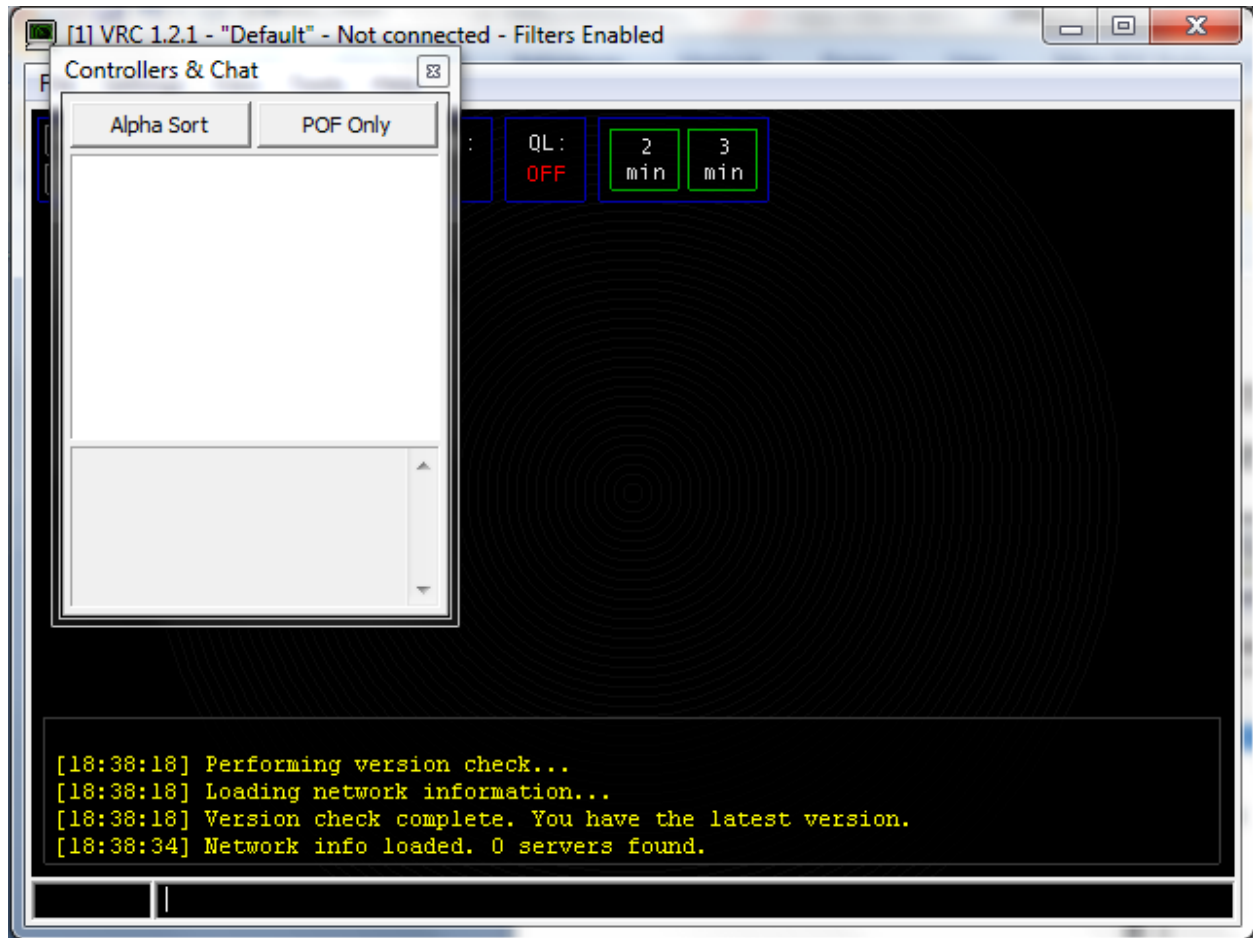 [1] VRC 1.2.1 - "Default" - Not connected - Filters Enabled
Controllers & Chat
Alpha Sort
POF Only
QL:
OFF
2
min
3
min
[18:38:18] Performing version check...
[18:38:18] Loading network information...
[18:38:18] Version check complete. You have the latest version.
[18:38:34] Network info loaded. 0 servers found.